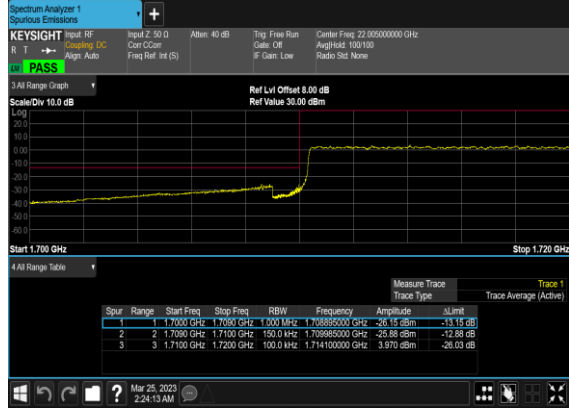 Spectrum Analyzer 1
Spurious Emissions
+
KEYSIGHT Input: RF Input Z: 50 Ω Atten: 40 dB Trig: Free Run Center Freq: 22.005000000 GHz
R T Coupling: DC Corr CCorr Gate: Off Avg|Hold: 100/100
Align: Auto Freq Ref: Int (S) IF Gain: Low Radio Std: None
PASS
3 All Range Graph
Ref Lvl Offset 8.00 dB
Scale/Div 10.0 dB Ref Value 30.00 dBm
Log
20.0
10.0
0.00
-10.0
-20.0
-30.0
-40.0
-50.0
-60.0
Start 1.700 GHz Stop 1.720 GHz
4 All Range Table
Measure Trace Trace 1
Trace Type Trace Average (Active)
Spur Range Start Freq Stop Freq RBW Frequency Amplitude ΔLimit
1 1 1.7000 GHz 1.7090 GHz 1.000 MHz 1.708895000 GHz -26.15 dBm -13.15 dB
2 2 1.7090 GHz 1.7100 GHz 150.0 kHz 1.709985000 GHz -25.88 dBm -12.88 dB
3 3 1.7100 GHz 1.7200 GHz 100.0 kHz 1.714100000 GHz 3.970 dBm -26.03 dB
? Mar 25, 2023
2:24:13 AM